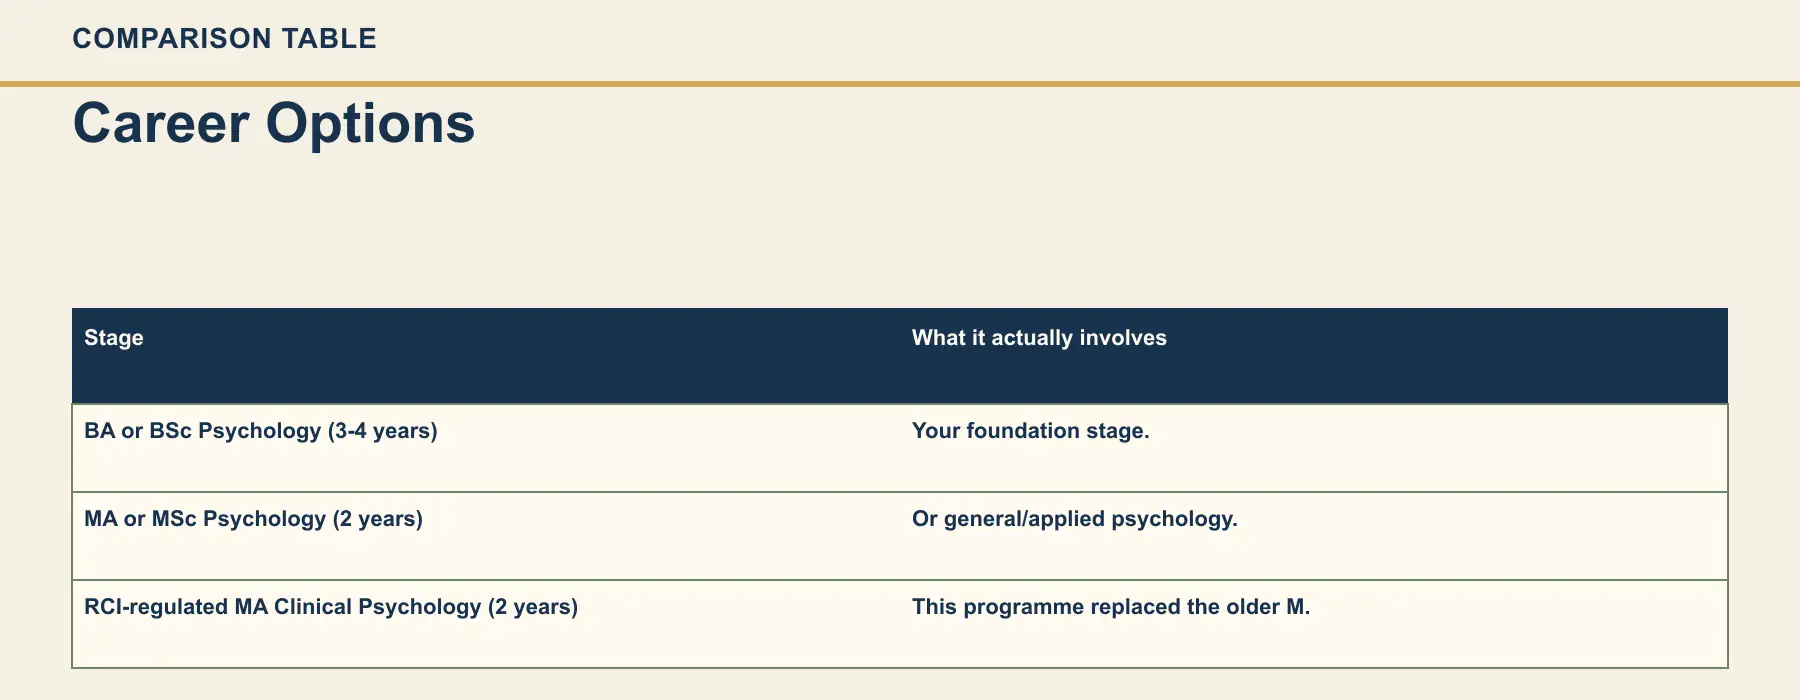 COMPARISON TABLE
Career Options
Stage What it actually involves
BA or BSc Psychology (3-4 years) Your foundation stage.
MA or MSc Psychology (2 years) Or general/applied psychology.
RCI-regulated MA Clinical Psychology (2 years) This programme replaced the older M.